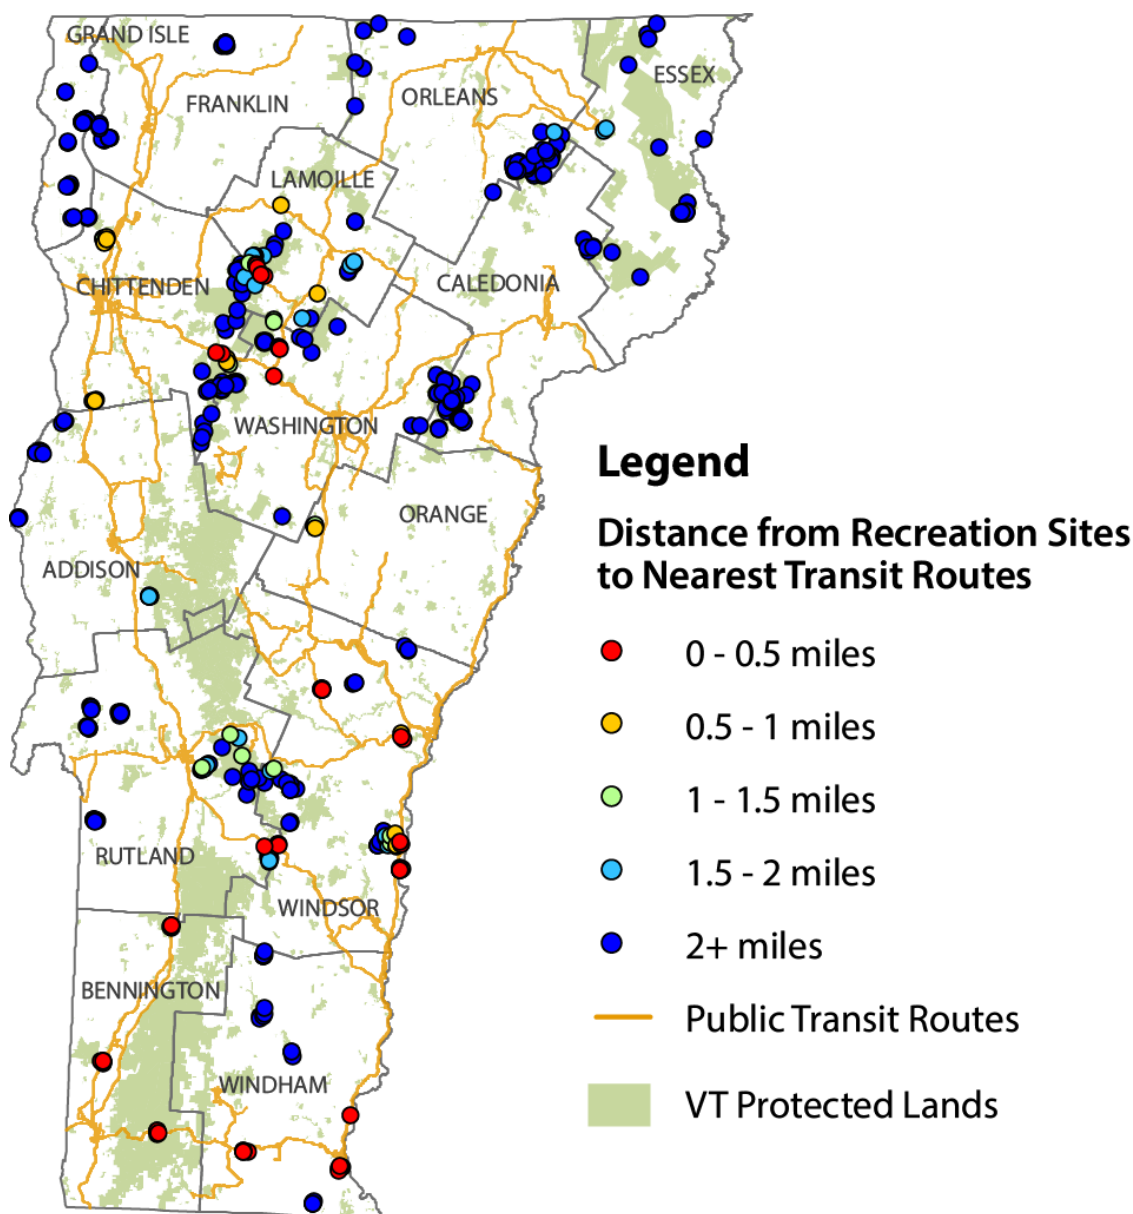 GRAND ISLE
FRANKLIN
ORLEANS
ESSEX
LAMOILLE
CHITTENDEN
CALEDONIA
WASHINGTON
ORANGE
ADDISON
RUTLAND
WINDSOR
BENNINGTON
WINDHAM
Legend
Distance from Recreation Sites
to Nearest Transit Routes
0 - 0.5 miles
0.5 - 1 miles
1 - 1.5 miles
1.5 - 2 miles
2+ miles
Public Transit Routes
VT Protected Lands